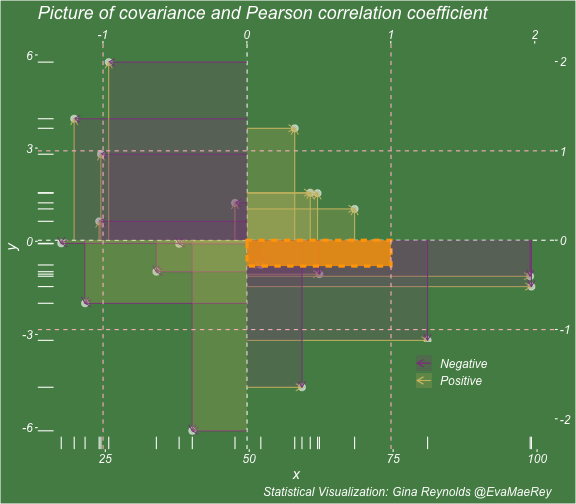 Picture of covariance and Pearson correlation coefficient
-1 0 1 2
6
3
0
-3
-6
y
2
1
0
-1
-2
Negative
Positive
25 50 75 100
x
Statistical Visualization: Gina Reynolds @EvaMaeRey